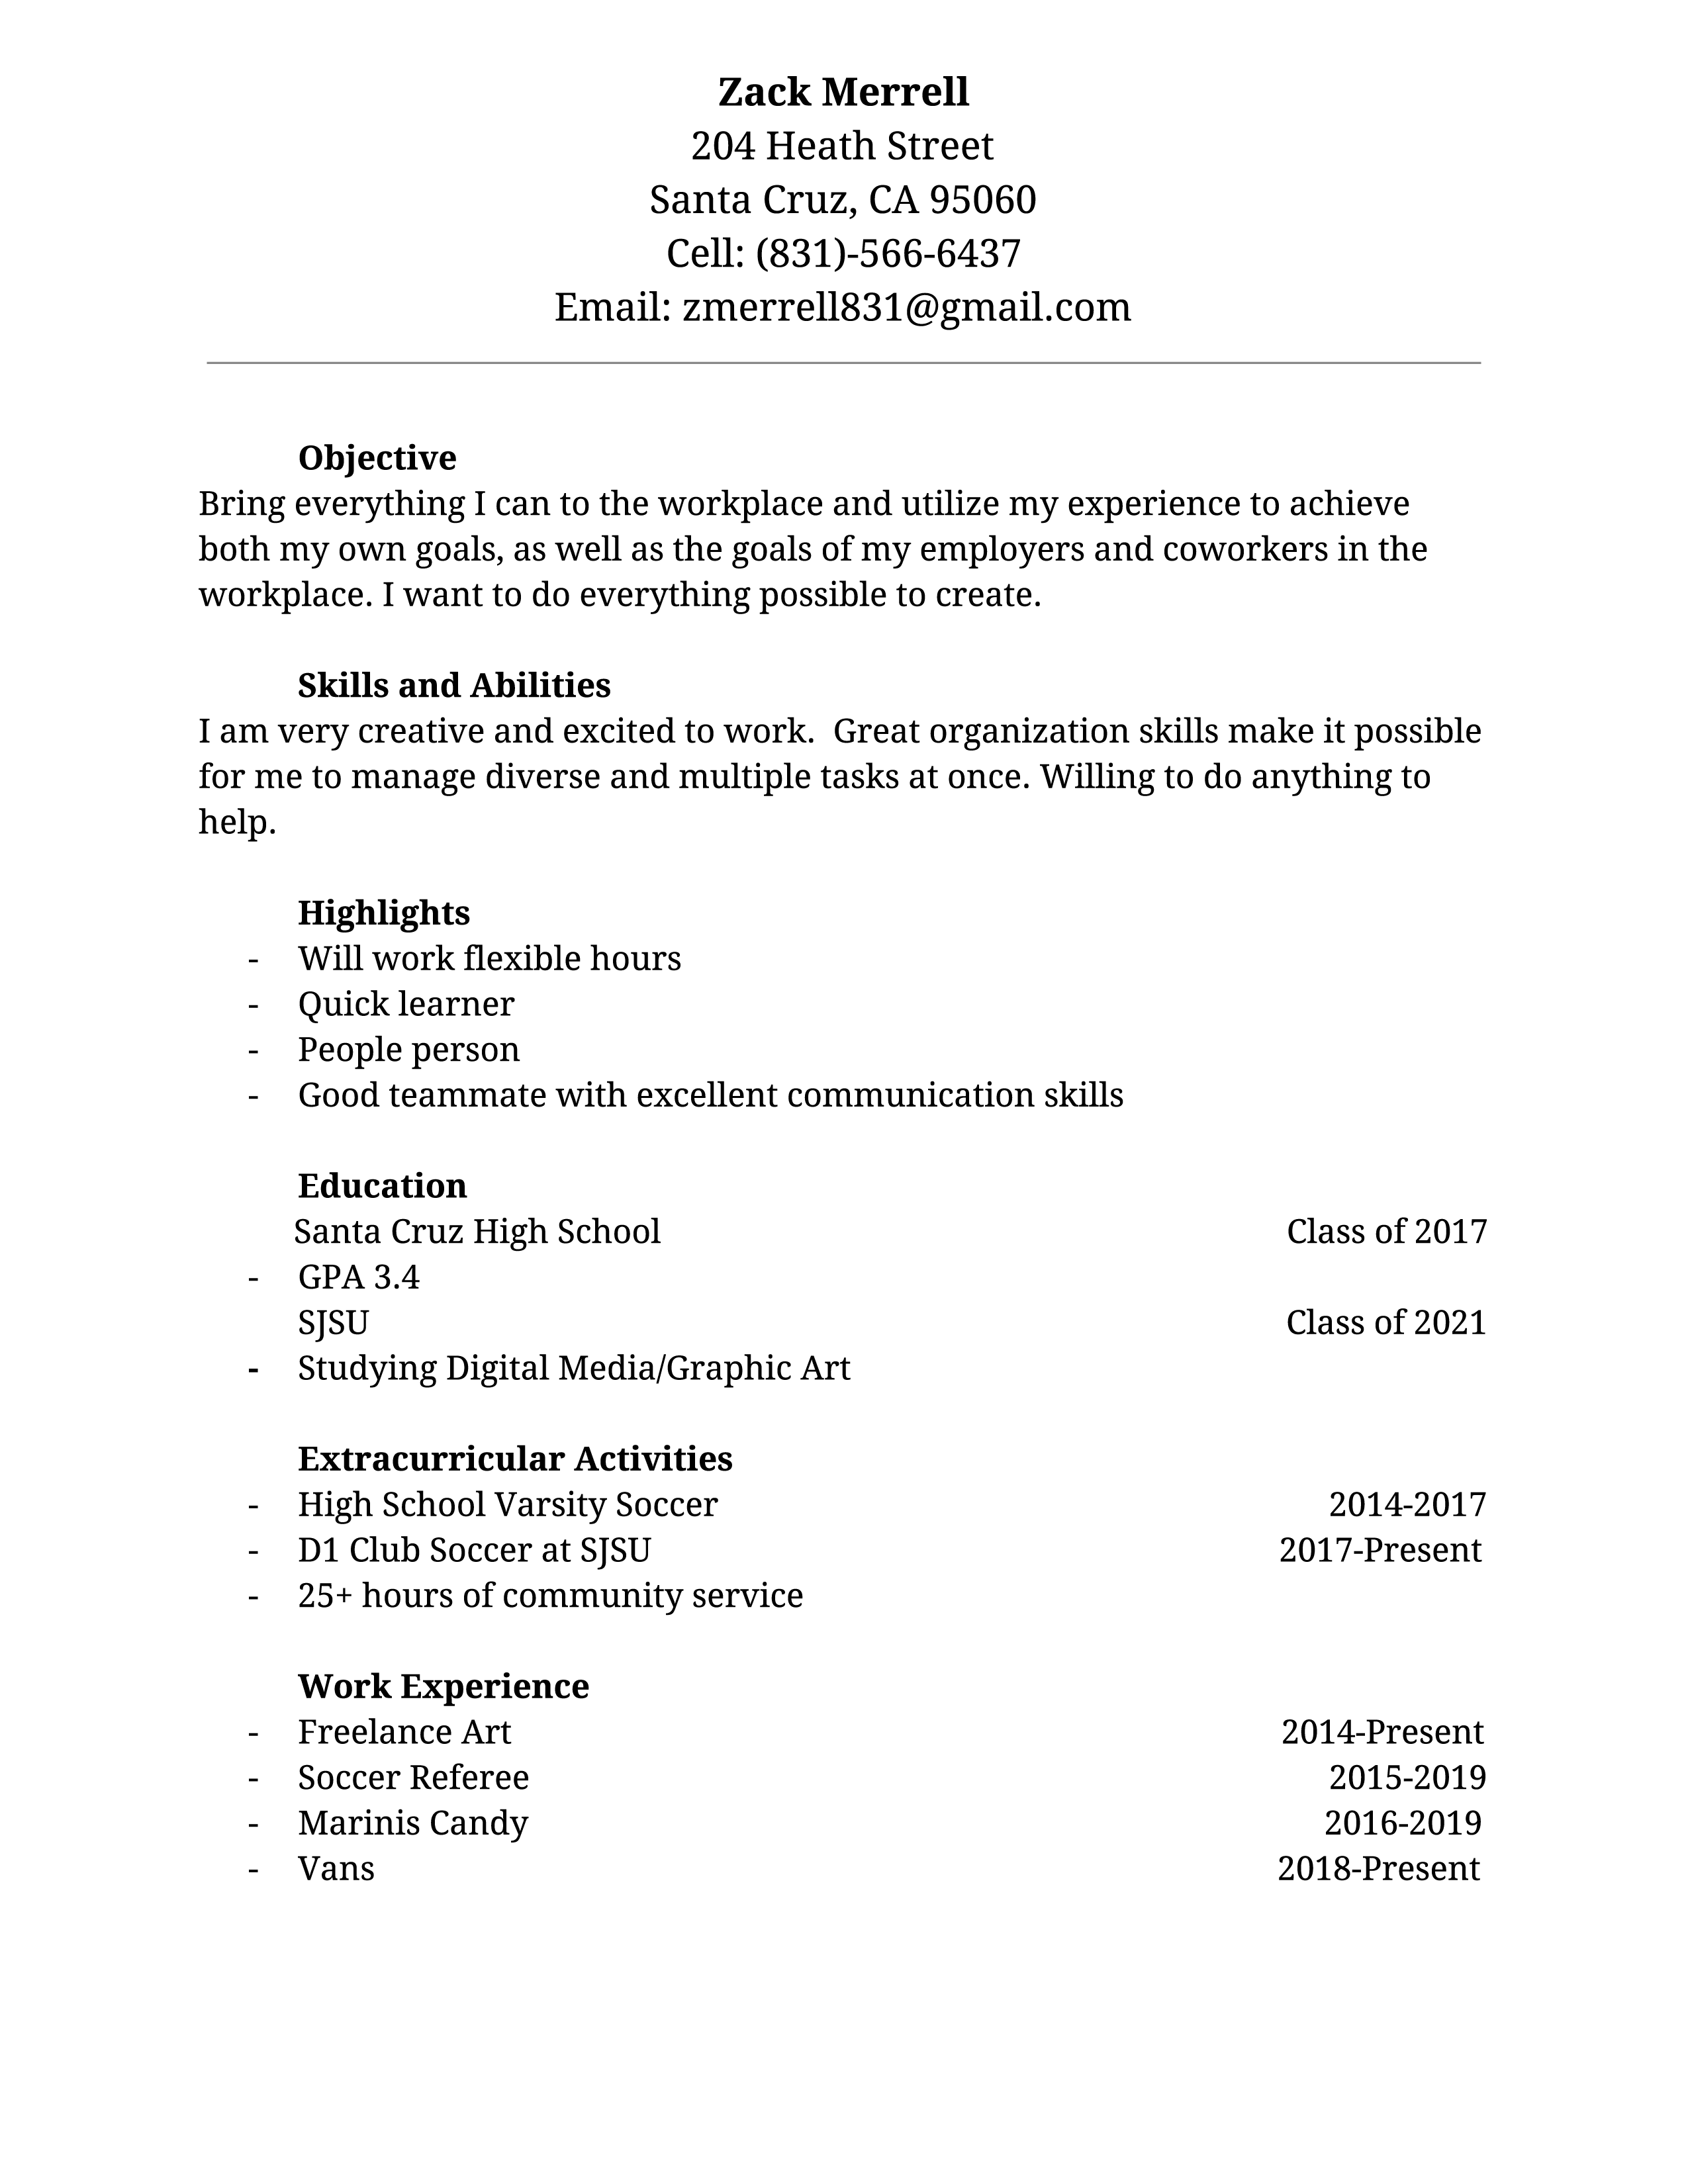 Zack Merrell
204 Heath Street
Santa Cruz, CA 95060
Cell: (831)-566-6437
Email: zmerrell831@gmail.com
Objective
Bring everything I can to the workplace and utilize my experience to achieve
both my own goals, as well as the goals of my employers and coworkers in the
workplace. I want to do everything possible to create.
Skills and Abilities
I am very creative and excited to work.  Great organization skills make it possible
for me to manage diverse and multiple tasks at once. Willing to do anything to
help.
Highlights
- Will work flexible hours
- Quick learner
- People person
- Good teammate with excellent communication skills
Education
Santa Cruz High School Class of 2017
- GPA 3.4
SJSU Class of 2021
- Studying Digital Media/Graphic Art
Extracurricular Activities
- High School Varsity Soccer 2014-2017
- D1 Club Soccer at SJSU 2017-Present
- 25+ hours of community service
Work Experience
- Freelance Art 2014-Present
- Soccer Referee 2015-2019
- Marinis Candy 2016-2019
- Vans 2018-Present